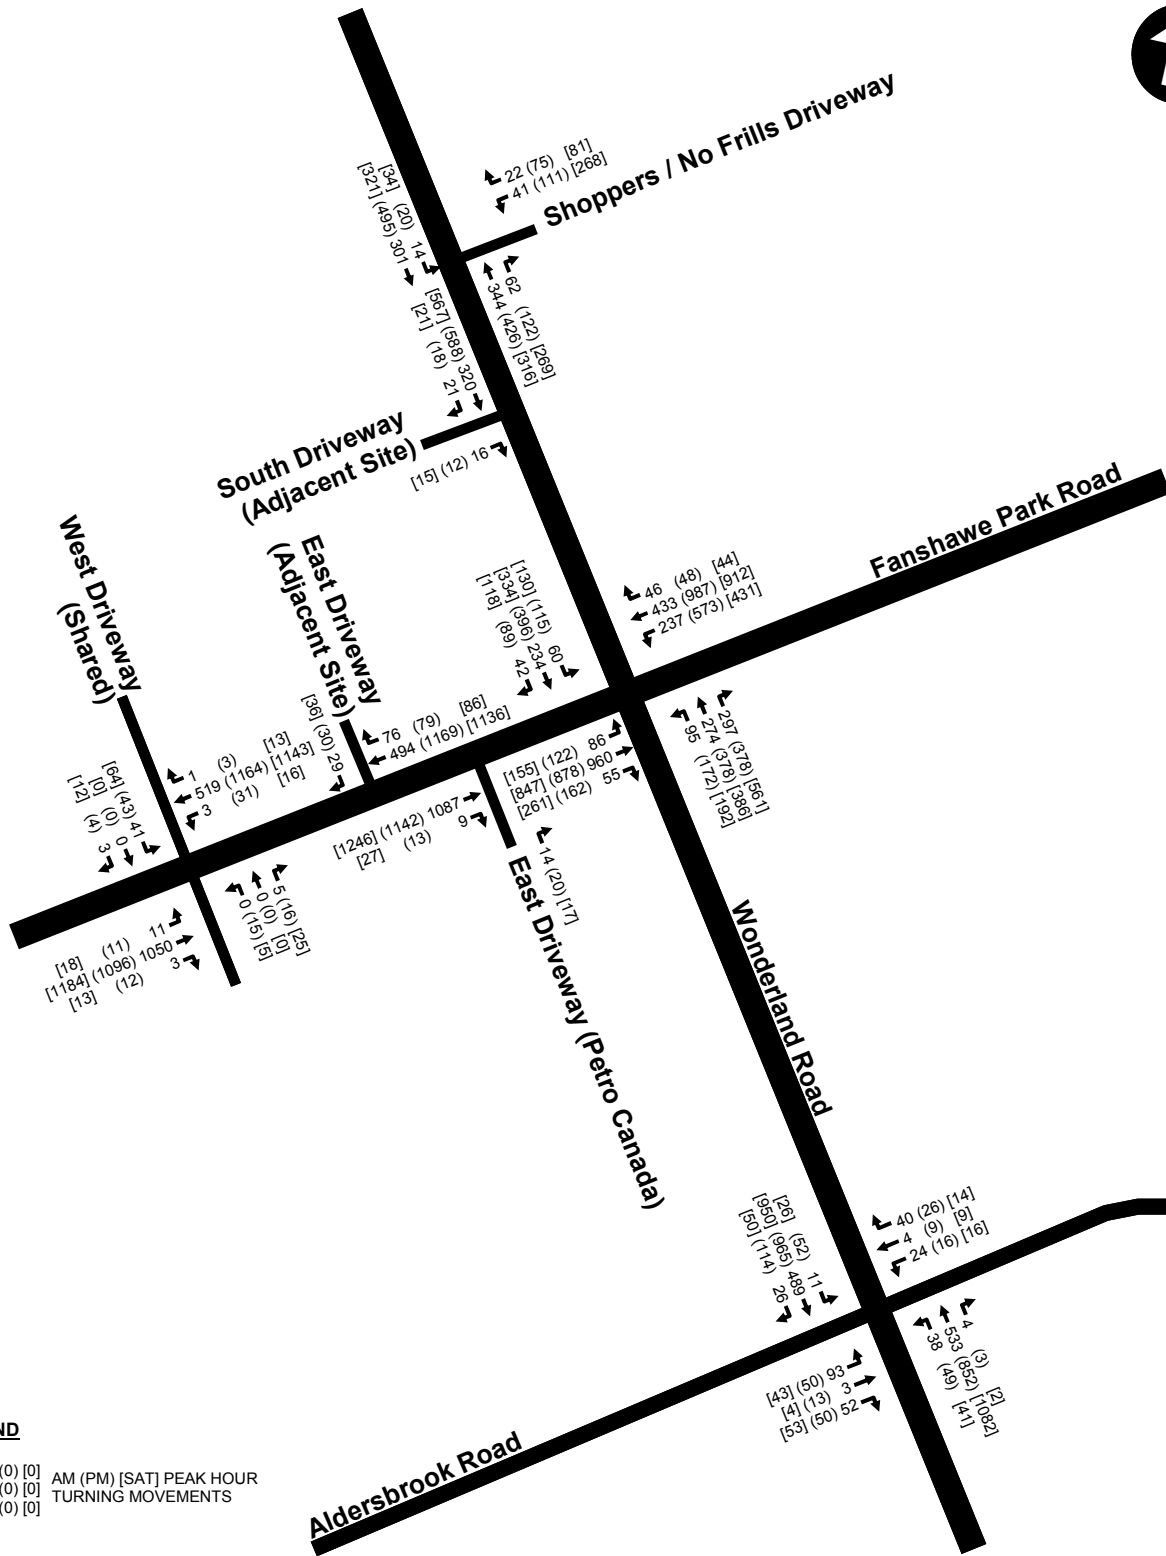 22 (75) [81]
41 (111) [268]
Shoppers / No Frills Driveway
[34] (20) 14
[321] (495) 301
62 (122) [269]
344 (426) [316]
[567] (588) 320
[21] (18) 21
South Driveway
(Adjacent Site)
[15] (12) 16
West Driveway
(Shared)
East Driveway
(Adjacent Site)
Fanshawe Park Road
46 (48) [44]
433 (987) [912]
237 (573) [431]
[130] (115) 60
[334] (396) 234
[118] (89) 42
[36] (30) 29
76 (79) [86]
494 (1169) [1136]
1 (3) [13]
519 (1164) [1143]
3 (31) [16]
[64] (43) 41
[0] (0) 0
[12] (4) 3
[155] (122) 86
[847] (878) 960
[261] (162) 55
297 (378) [561]
274 (378) [386]
95 (172) [192]
[1246] (1142) 1087
[27] (13) 9
14 (20) [17]
5 (16) [25]
0 (0) [0]
0 (15) [5]
[18] (11) 11
[1184] (1096) 1050
[13] (12) 3
East Driveway (Petro Canada)
Wonderland Road
[26] (52) 11
[950] (965) 489
[50] (114) 26
40 (26) [14]
4 (9) [9]
24 (16) [16]
[43] (50) 93
[4] (13) 3
[53] (50) 52
4 (3) [2]
533 (852) [1082]
38 (49) [41]
Aldersbrook Road
ND
(0) [0]
(0) [0]
(0) [0]
AM (PM) [SAT] PEAK HOUR
TURNING MOVEMENTS